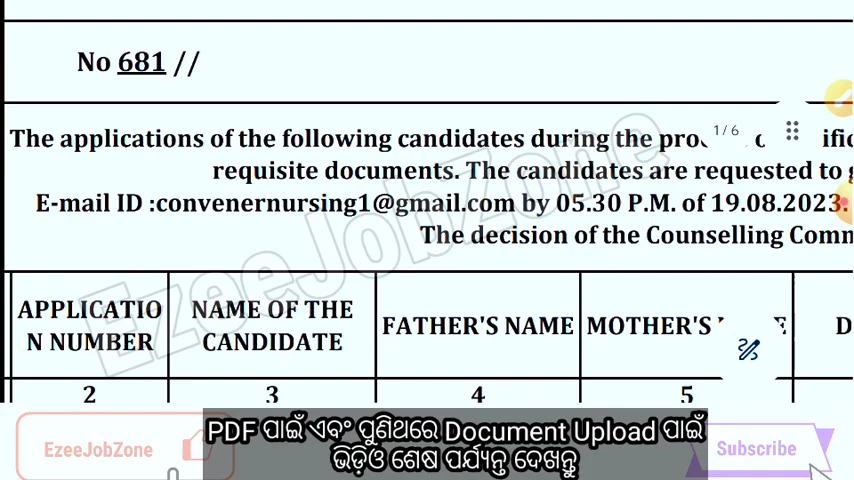 No 681 //
The applications of the following candidates during the
1/6
requisite documents. The candidates are requested to
E-mail ID :convenernursing1@gmail.com by 05.30 P.M. of 19.08.2023.
The decision of the Counselling
APPLICATIO
N NUMBER
NAME OF THE
CANDIDATE
FATHER'S NAME
MOTHER'S
2
3
4
5
EzeeJobZone
PDF ପାଇଁ ଏବଂ ପୁଣିଥରେ Document Upload ପାଇଁ
ଭିଡ଼ିଓ ଶେଷ ପର୍ଯ୍ୟନ୍ତ ଦେଖନ୍ତୁ
EzeeJobZone
Subscribe